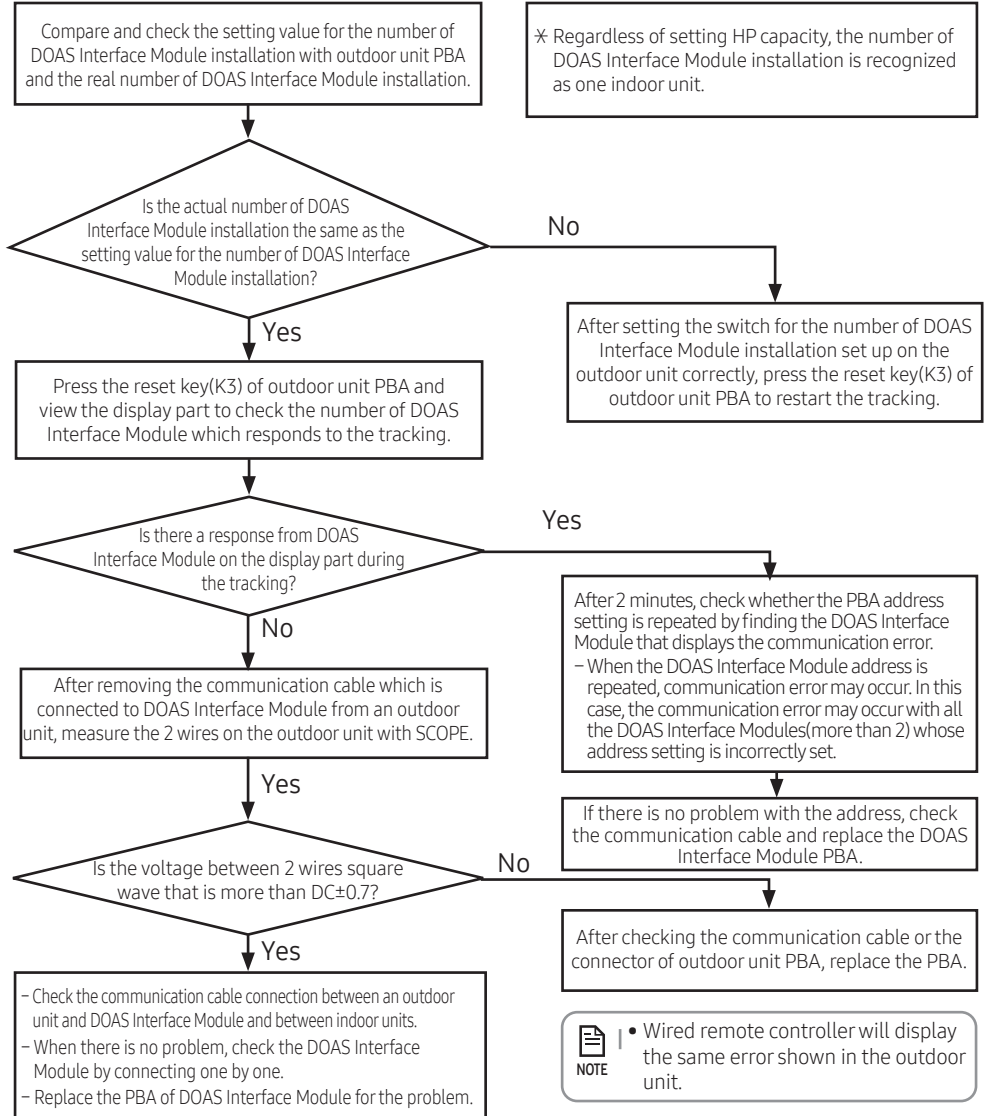 Compare and check the setting value for the number of
DOAS Interface Module installation with outdoor unit PBA
and the real number of DOAS Interface Module installation.
⚹ Regardless of setting HP capacity, the number of
DOAS Interface Module installation is recognized
as one indoor unit.
Is the actual number of DOAS
Interface Module installation the same as the
setting value for the number of DOAS Interface
Module installation?
No
Yes
After setting the switch for the number of DOAS
Interface Module installation set up on the
outdoor unit correctly, press the reset key(K3) of
outdoor unit PBA to restart the tracking.
Press the reset key(K3) of outdoor unit PBA and
view the display part to check the number of DOAS
Interface Module which responds to the tracking.
Is there a response from DOAS
Interface Module on the display part during
the tracking?
Yes
No
After 2 minutes, check whether the PBA address
setting is repeated by finding the DOAS Interface
Module that displays the communication error.
– When the DOAS Interface Module address is
repeated, communication error may occur. In this
case, the communication error may occur with all
the DOAS Interface Modules(more than 2) whose
address setting is incorrectly set.
After removing the communication cable which is
connected to DOAS Interface Module from an outdoor
unit, measure the 2 wires on the outdoor unit with SCOPE.
Yes
If there is no problem with the address, check
the communication cable and replace the DOAS
Interface Module PBA.
Is the voltage between 2 wires square
wave that is more than DC±0.7?
No
Yes
After checking the communication cable or the
connector of outdoor unit PBA, replace the PBA.
– Check the communication cable connection between an outdoor
unit and DOAS Interface Module and between indoor units.
– When there is no problem, check the DOAS Interface
Module by connecting one by one.
– Replace the PBA of DOAS Interface Module for the problem.
NOTE
• Wired remote controller will display
the same error shown in the outdoor
unit.